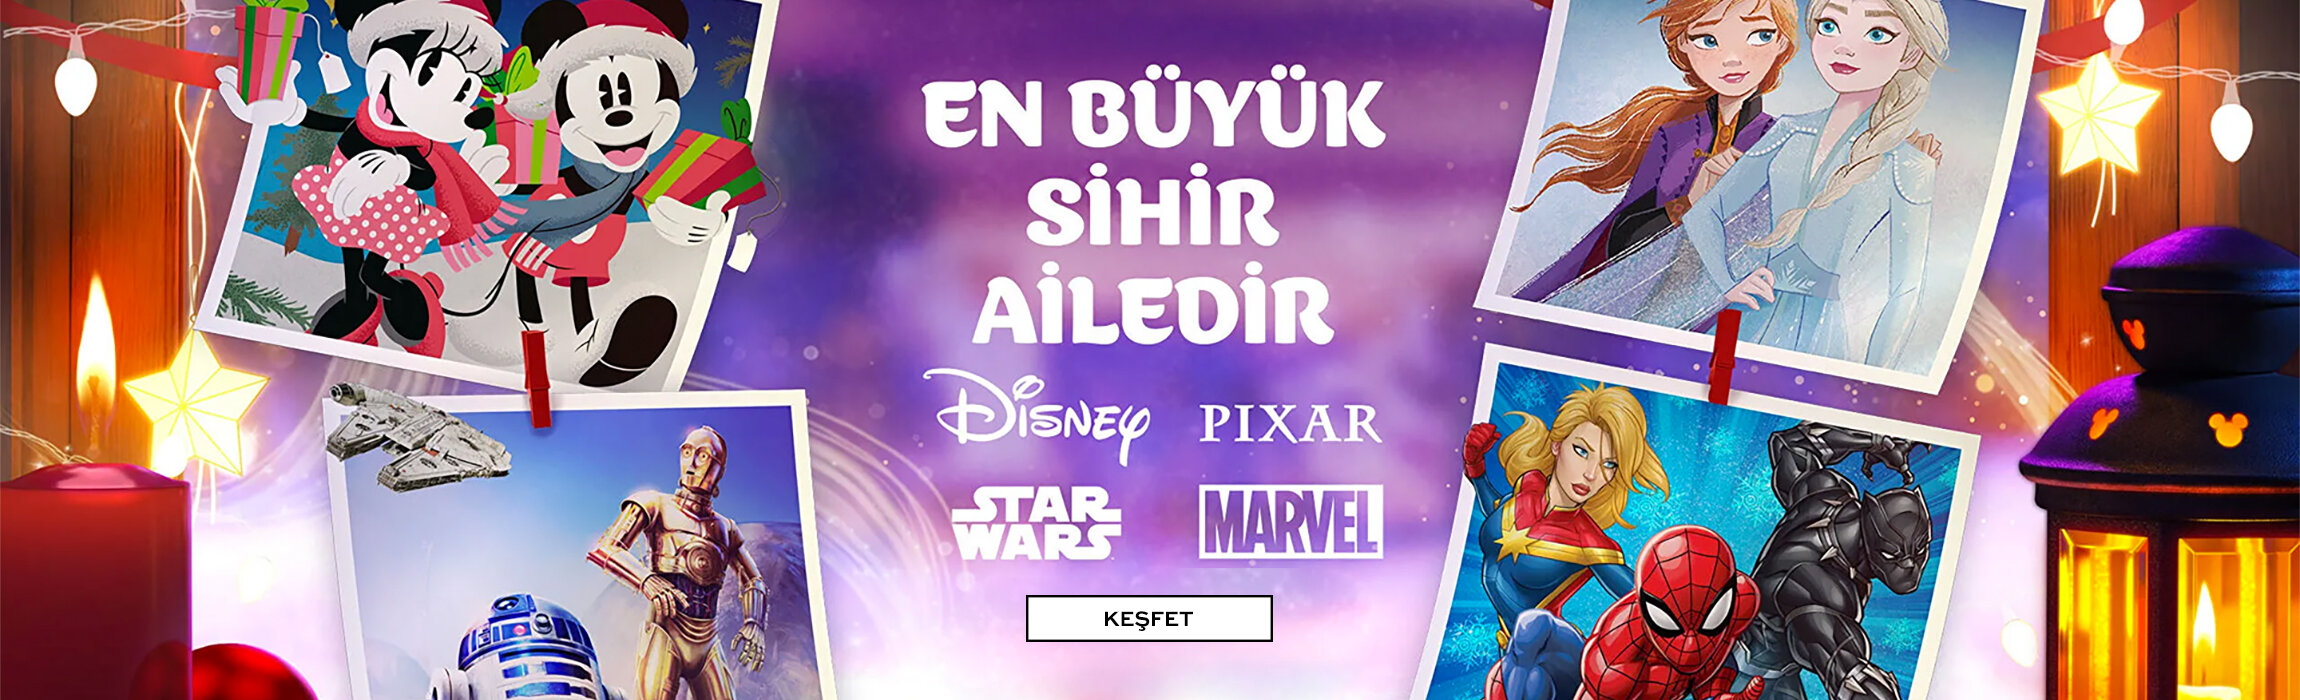 EN BÜYÜK
SİHİR
AİLEDİR
DISNEY PIXAR
STAR WARS MARVEL
KEŞFET